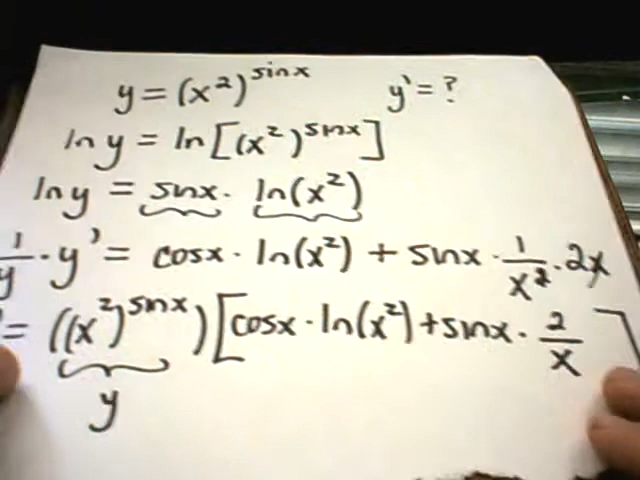 y = (x²)^sinx y' = ?
ln y = ln[(x²)^sinx]
ln y = sinx · ln(x²)
1/y · y' = cosx · ln(x²) + sinx · 1/x² · 2x
' = ((x²)^sinx)[cosx · ln(x²) + sinx · 2/x]
y